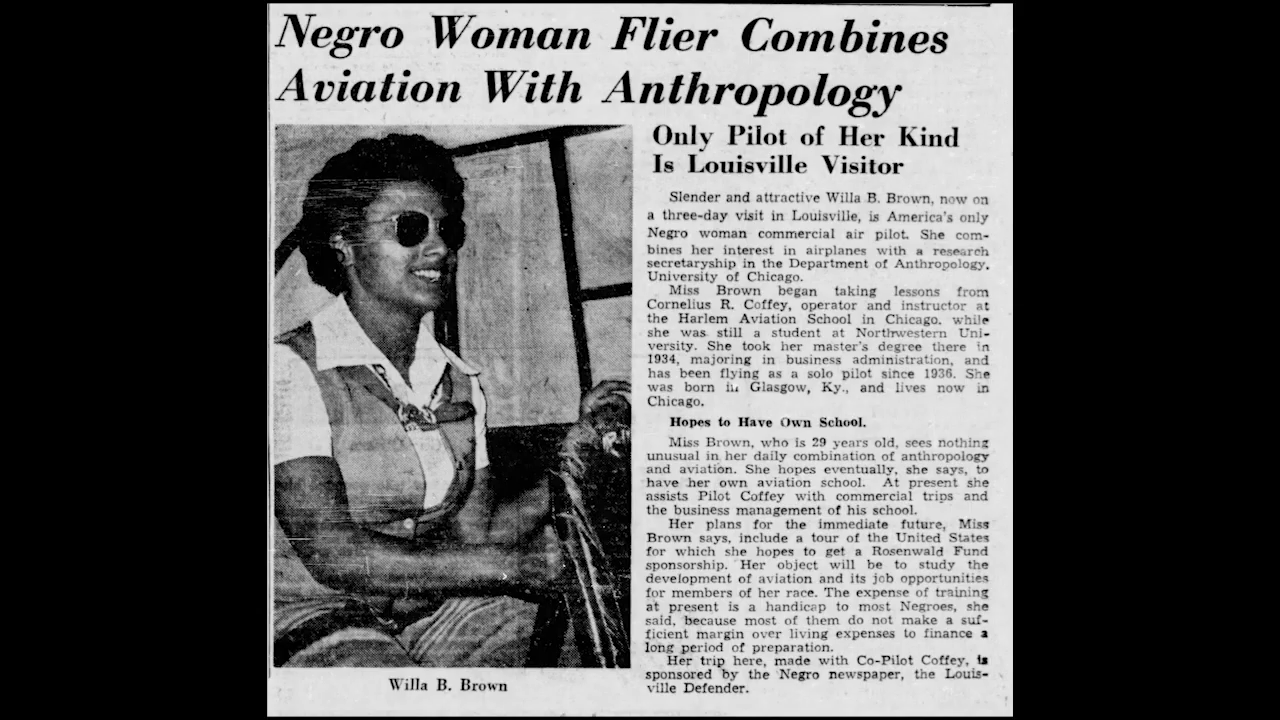 Negro Woman Flier Combines
Aviation With Anthropology
Only Pilot of Her Kind
Is Louisville Visitor
Slender and attractive Willa B. Brown, now on
a three-day visit in Louisville, is America's only
Negro woman commercial air pilot. She com-
bines her interest in airplanes with a research
secretaryship in the Department of Anthropology,
University of Chicago.
Miss Brown began taking lessons from
Cornelius R. Coffey, operator and instructor at
the Harlem Aviation School in Chicago, while
she was still a student at Northwestern Uni-
versity. She took her master's degree there in
1934, majoring in business administration, and
has been flying as a solo pilot since 1936. She
was born in Glasgow, Ky., and lives now in
Chicago.
Hopes to Have Own School.
Miss Brown, who is 29 years old, sees nothing
unusual in her daily combination of anthropology
and aviation. She hopes eventually, she says, to
have her own aviation school. At present she
assists Pilot Coffey with commercial trips and
the business management of his school.
Her plans for the immediate future, Miss
Brown says, include a tour of the United States
for which she hopes to get a Rosenwald Fund
sponsorship. Her object will be to study the
development of aviation and its job opportunities
for members of her race. The expense of training
at present is a handicap to most Negroes, she
said, because most of them do not make a suf-
ficient margin over living expenses to finance a
long period of preparation.
Her trip here, made with Co-Pilot Coffey, is
sponsored by the Negro newspaper, the Louis-
ville Defender.
Willa B. Brown